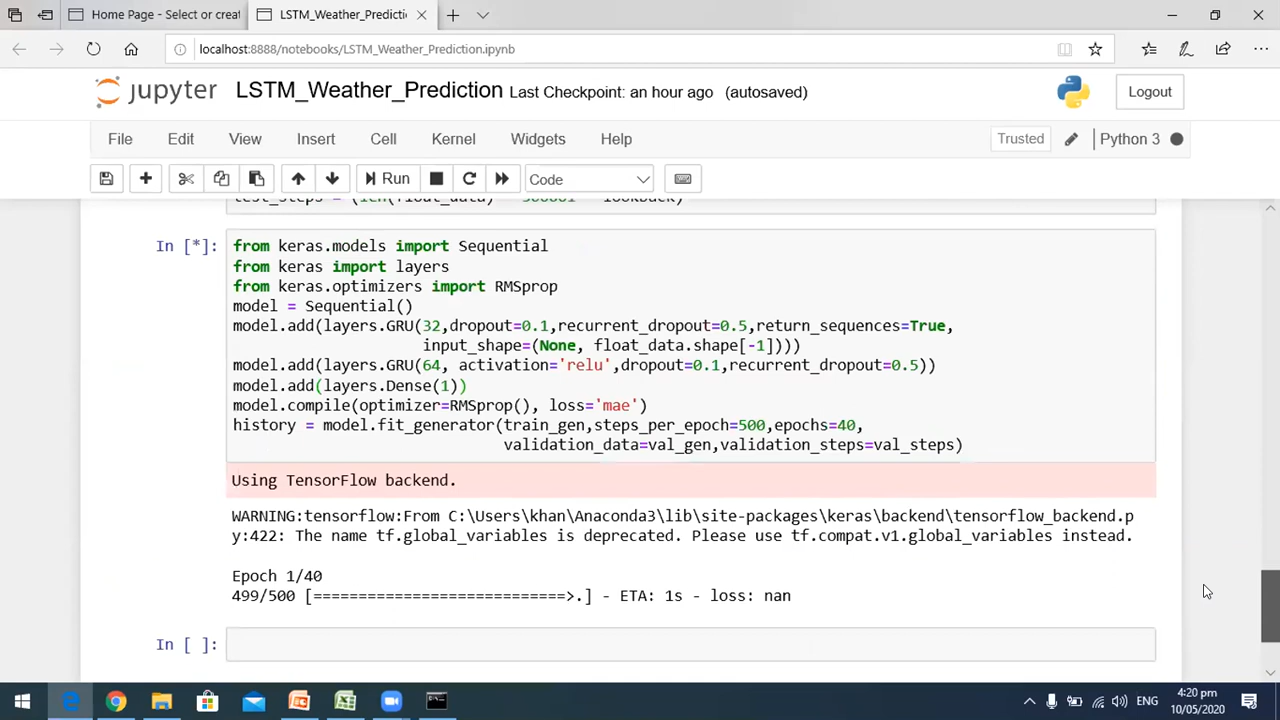 Home Page - Select or creat
LSTM_Weather_Predictic
localhost:8888/notebooks/LSTM_Weather_Prediction.ipynb
jupyter LSTM_Weather_Prediction Last Checkpoint: an hour ago (autosaved)
Logout
File Edit View Insert Cell Kernel Widgets Help
Trusted Python 3
Run Code
test_steps = (len(float_data) - 300001 - lookback)
In [*]:
from keras.models import Sequential
from keras import layers
from keras.optimizers import RMSprop
model = Sequential()
model.add(layers.GRU(32,dropout=0.1,recurrent_dropout=0.5,return_sequences=True,
input_shape=(None, float_data.shape[-1])))
model.add(layers.GRU(64, activation='relu',dropout=0.1,recurrent_dropout=0.5))
model.add(layers.Dense(1))
model.compile(optimizer=RMSprop(), loss='mae')
history = model.fit_generator(train_gen,steps_per_epoch=500,epochs=40,
validation_data=val_gen,validation_steps=val_steps)
Using TensorFlow backend.
WARNING:tensorflow:From C:\Users\khan\Anaconda3\lib\site-packages\keras\backend\tensorflow_backend.p
y:422: The name tf.global_variables is deprecated. Please use tf.compat.v1.global_variables instead.
Epoch 1/40
499/500 [============================>.] - ETA: 1s - loss: nan
In [ ]:
ENG
4:20 pm
10/05/2020